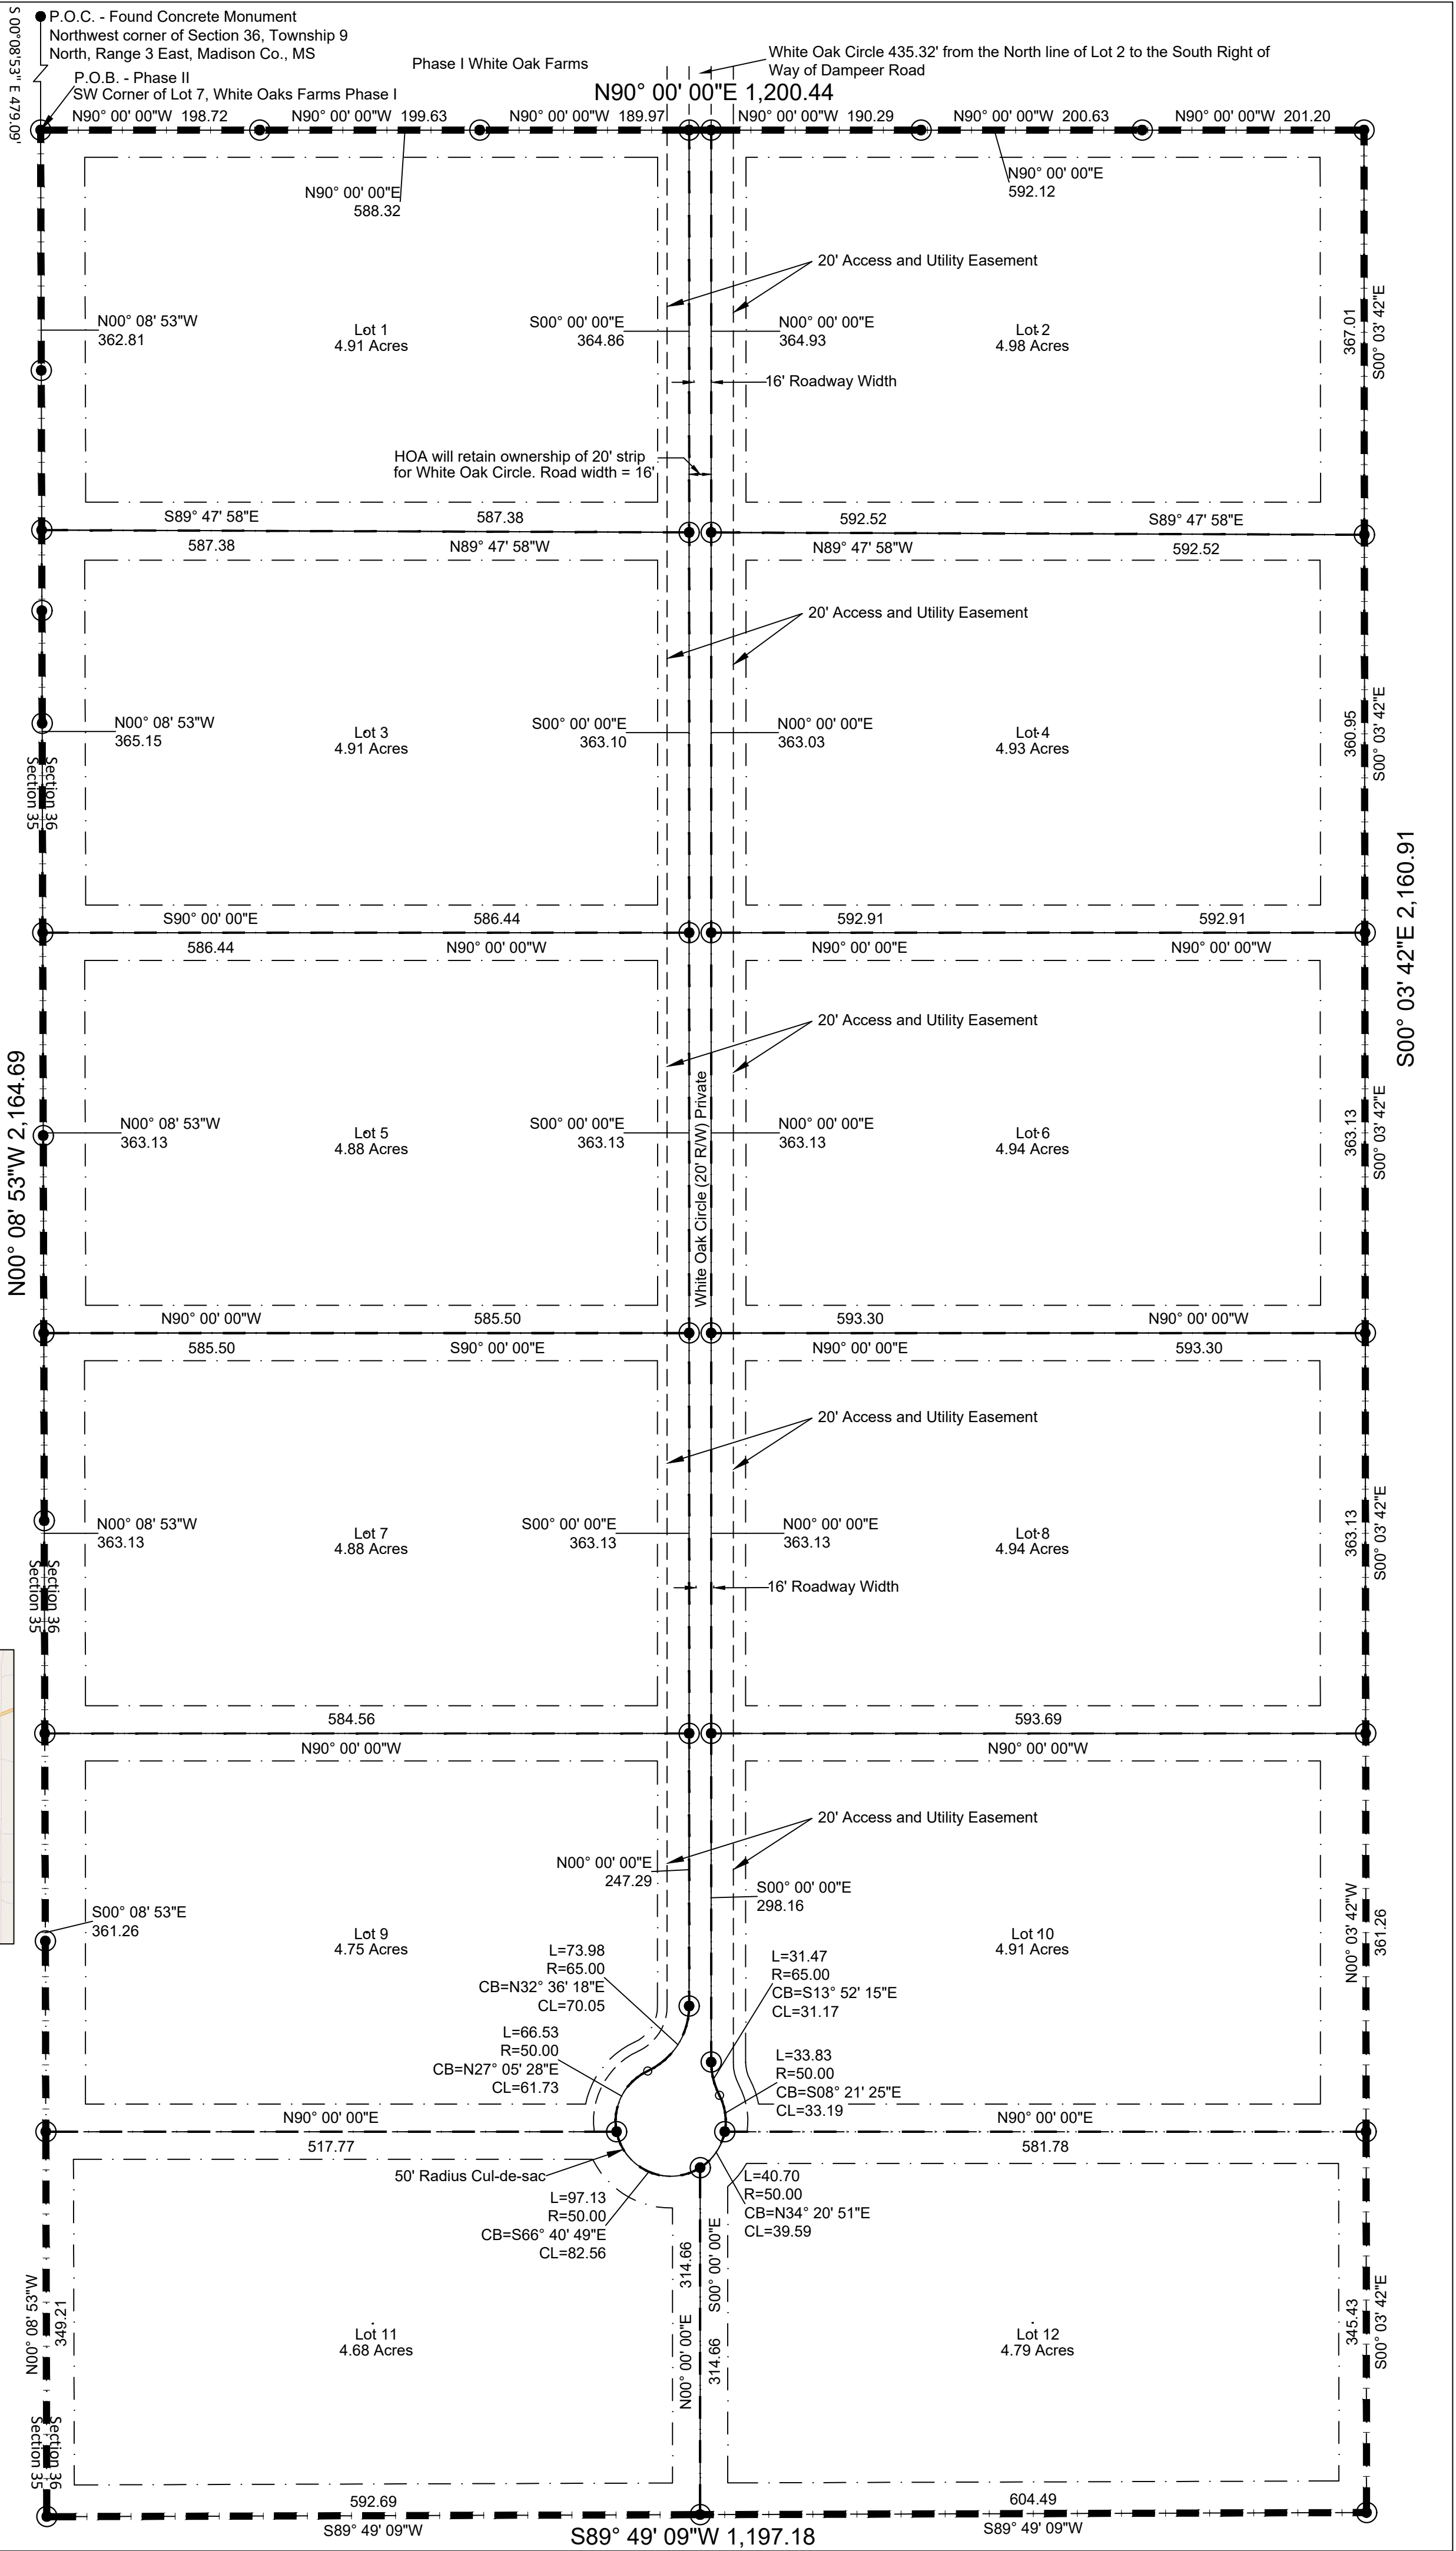 S 00°08'53" E 479.09'
P.O.C. - Found Concrete Monument
Northwest corner of Section 36, Township 9
North, Range 3 East, Madison Co., MS
P.O.B. - Phase II
SW Corner of Lot 7, White Oaks Farms Phase I
Phase I White Oak Farms
White Oak Circle 435.32' from the North line of Lot 2 to the South Right of
Way of Dampeer Road
N90° 00' 00"E 1,200.44
N90° 00' 00"W 198.72
N90° 00' 00"W 199.63
N90° 00' 00"W 189.97
N90° 00' 00"W 190.29
N90° 00' 00"W 200.63
N90° 00' 00"W 201.20
N90° 00' 00"E
588.32
N90° 00' 00"E
592.12
20' Access and Utility Easement
N00° 08' 53"W
362.81
Lot 1
4.91 Acres
S00° 00' 00"E
364.86
N00° 00' 00"E
364.93
Lot 2
4.98 Acres
367.01
S00° 03' 42"E
16' Roadway Width
HOA will retain ownership of 20' strip
for White Oak Circle. Road width = 16'
S89° 47' 58"E
587.38
592.52
S89° 47' 58"E
587.38
N89° 47' 58"W
N89° 47' 58"W
592.52
20' Access and Utility Easement
N00° 08' 53"W
365.15
Lot 3
4.91 Acres
S00° 00' 00"E
363.10
N00° 00' 00"E
363.03
Lot 4
4.93 Acres
360.95
S00° 03' 42"E
Section 36
Section 35
S90° 00' 00"E
586.44
592.91
592.91
586.44
N90° 00' 00"W
N90° 00' 00"E
N90° 00' 00"W
S00° 03' 42"E 2,160.91
20' Access and Utility Easement
N00° 08' 53"W 2,164.69
N00° 08' 53"W
363.13
Lot 5
4.88 Acres
S00° 00' 00"E
363.13
White Oak Circle (20' R/W) Private
N00° 00' 00"E
363.13
Lot 6
4.94 Acres
363.13
S00° 03' 42"E
N90° 00' 00"W
585.50
593.30
N90° 00' 00"W
585.50
S90° 00' 00"E
N90° 00' 00"E
593.30
20' Access and Utility Easement
N00° 08' 53"W
363.13
Lot 7
4.88 Acres
S00° 00' 00"E
363.13
N00° 00' 00"E
363.13
Lot 8
4.94 Acres
363.13
S00° 03' 42"E
Section 36
Section 35
16' Roadway Width
584.56
593.69
N90° 00' 00"W
N90° 00' 00"W
20' Access and Utility Easement
N00° 00' 00"E
247.29
S00° 00' 00"E
298.16
S00° 08' 53"E
361.26
Lot 9
4.75 Acres
Lot 10
4.91 Acres
N00° 03' 42"W
361.26
L=73.98
R=65.00
CB=N32° 36' 18"E
CL=70.05
L=31.47
R=65.00
CB=S13° 52' 15"E
CL=31.17
L=66.53
R=50.00
CB=N27° 05' 28"E
CL=61.73
L=33.83
R=50.00
CB=S08° 21' 25"E
CL=33.19
N90° 00' 00"E
N90° 00' 00"E
517.77
581.78
50' Radius Cul-de-sac
L=97.13
R=50.00
CB=S66° 40' 49"E
CL=82.56
L=40.70
R=50.00
CB=N34° 20' 51"E
CL=39.59
N00° 08' 53"W
349.21
Lot 11
4.68 Acres
N00° 00' 00"E
314.66
S00° 00' 00"E
314.66
Lot 12
4.79 Acres
345.43
S00° 03' 42"E
Section 36
Section 35
592.69
604.49
S89° 49' 09"W
S89° 49' 09"W
S89° 49' 09"W 1,197.18